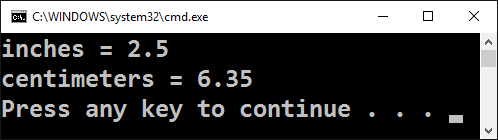 C:\WINDOWS\system32\cmd.exe
inches = 2.5
centimeters = 6.35
Press any key to continue . . .